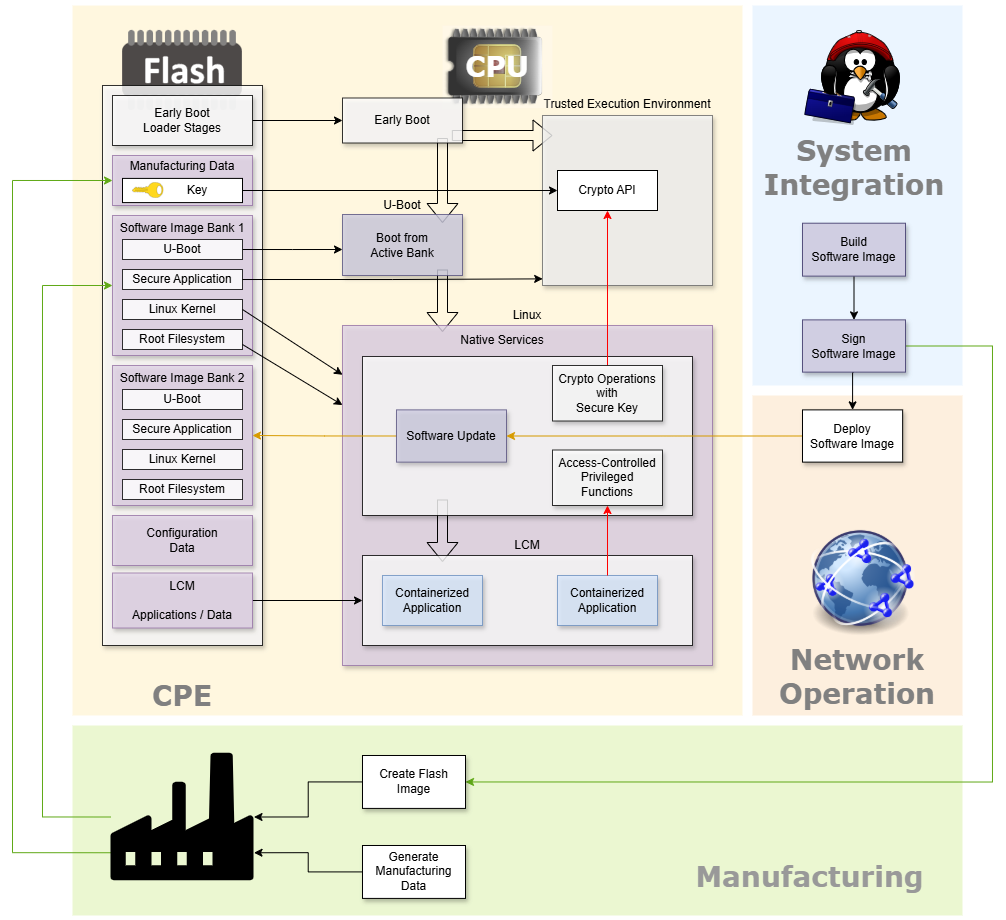 Flash
CPU
Early Boot
Loader Stages
Manufacturing Data
Key
Software Image Bank 1
U-Boot
Secure Application
Linux Kernel
Root Filesystem
Software Image Bank 2
U-Boot
Secure Application
Linux Kernel
Root Filesystem
Configuration
Data
LCM
Applications / Data
Early Boot
Trusted Execution Environment
Crypto API
U-Boot
Boot from
Active Bank
Linux
Native Services
Crypto Operations
with
Secure Key
Software Update
Access-Controlled
Privileged
Functions
LCM
Containerized
Application
Containerized
Application
CPE
System
Integration
Build
Software Image
Sign
Software Image
Deploy
Software Image
Network
Operation
Create Flash
Image
Generate
Manufacturing
Data
Manufacturing